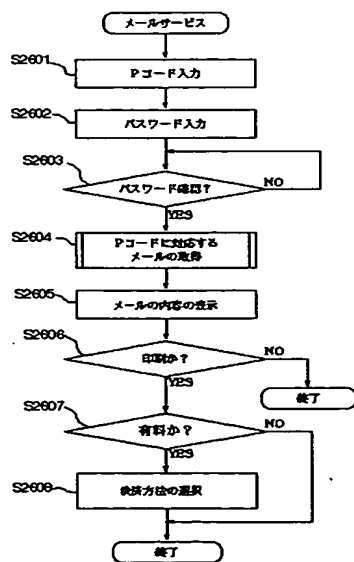 メールサービス
S2601
Pコード入力
S2602
パスワード入力
S2603
パスワード確認?
NO
YES
S2604
Pコードに対応する
メールの取得
S2605
メールの内容の表示
S2606
印刷か?
NO
YES
終了
S2607
有料か?
NO
YES
S2608
決済方法の選択
終了